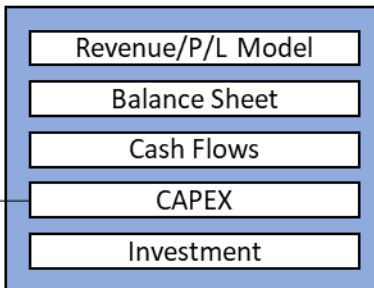 Revenue/P/L Model
Balance Sheet
Cash Flows
CAPEX
Investment